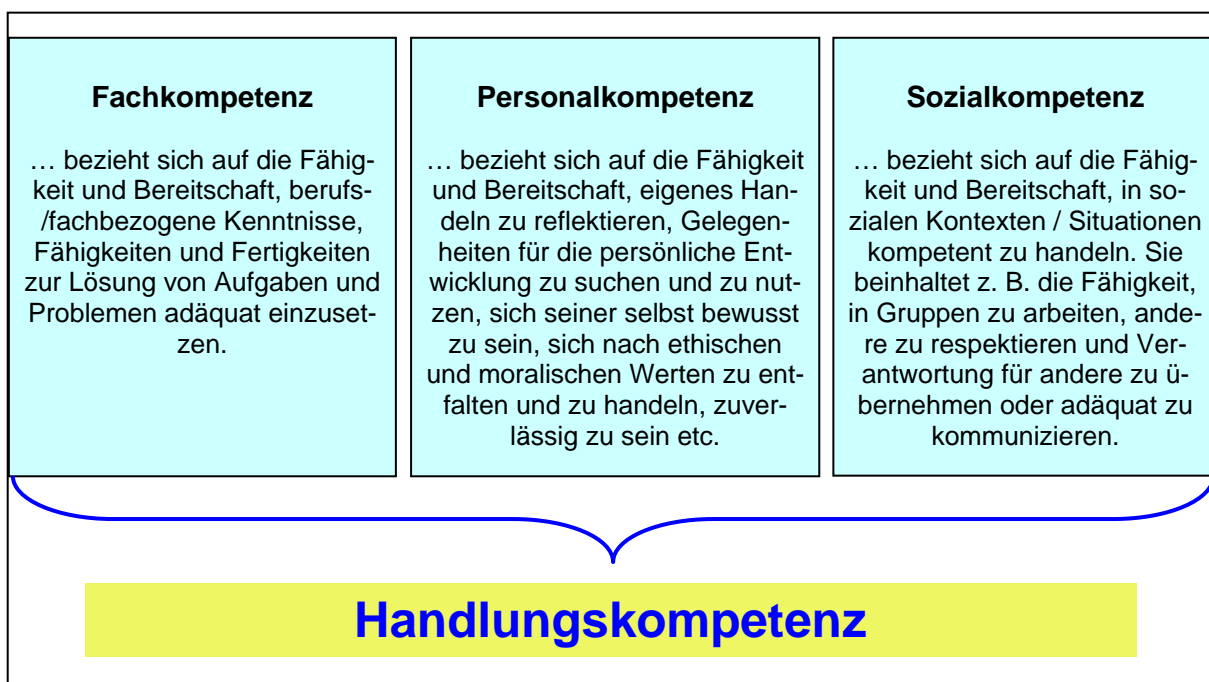 Fachkompetenz
… bezieht sich auf die Fähig-
keit und Bereitschaft, berufs-
/fachbezogene Kenntnisse,
Fähigkeiten und Fertigkeiten
zur Lösung von Aufgaben und
Problemen adäquat einzuset-
zen.
Personalkompetenz
… bezieht sich auf die Fähigkeit
und Bereitschaft, eigenes Han-
deln zu reflektieren, Gelegen-
heiten für die persönliche Ent-
wicklung zu suchen und zu nut-
zen, sich seiner selbst bewusst
zu sein, sich nach ethischen
und moralischen Werten zu ent-
falten und zu handeln, zuver-
lässig zu sein etc.
Sozialkompetenz
… bezieht sich auf die Fähig-
keit und Bereitschaft, in so-
zialen Kontexten / Situationen
kompetent zu handeln. Sie
beinhaltet z. B. die Fähigkeit,
in Gruppen zu arbeiten, ande-
re zu respektieren und Ver-
antwortung für andere zu ü-
bernehmen oder adäquat zu
kommunizieren.
Handlungskompetenz